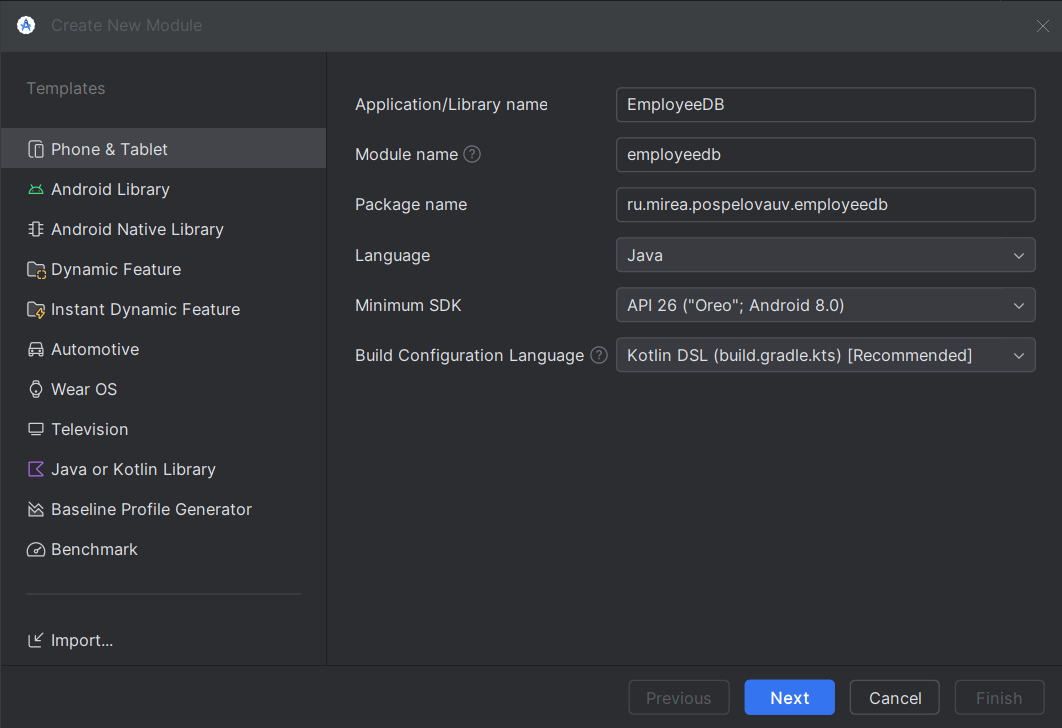 Create New Module
Templates
Phone & Tablet
Android Library
Android Native Library
Dynamic Feature
Instant Dynamic Feature
Automotive
Wear OS
Television
Java or Kotlin Library
Baseline Profile Generator
Benchmark
Import...
Application/Library name EmployeeDB
Module name ? employeedb
Package name ru.mirea.pospelovauv.employeedb
Language Java
Minimum SDK API 26 ("Oreo"; Android 8.0)
Build Configuration Language ? Kotlin DSL (build.gradle.kts) [Recommended]
Previous Next Cancel Finish